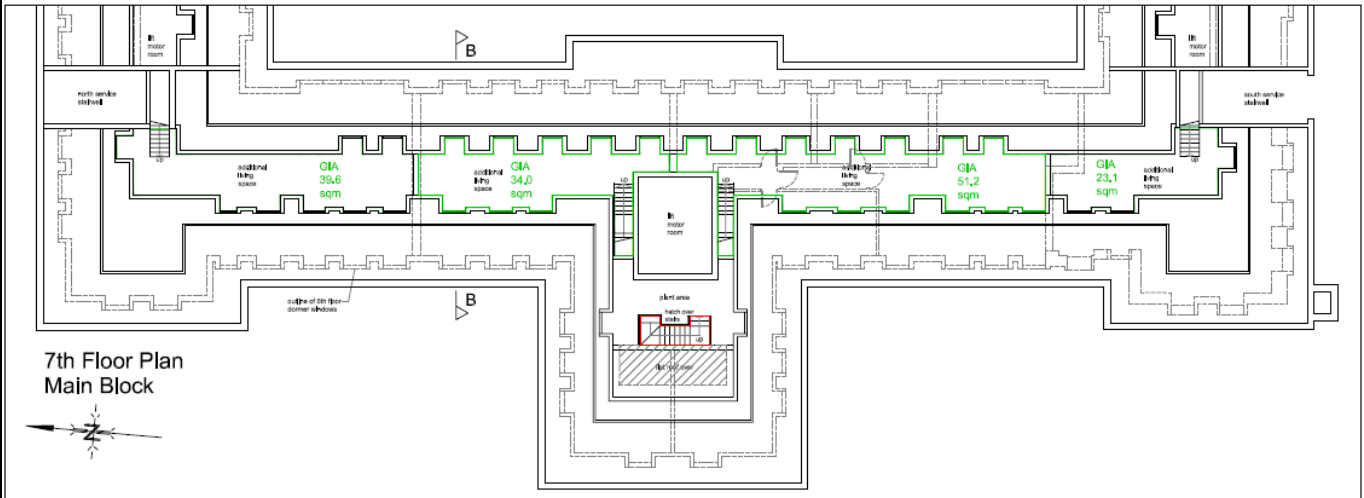 B
lift
motor
room
lift
motor
room
north service
stairwell
south service
stairwell
up
up
additional
living
space
GIA
39.6
sqm
additional
living
space
GIA
34.0
sqm
additional
living
space
GIA
51.2
sqm
GIA
23.1
sqm
additional
living
space
up
up
lift
motor
room
outline of 6th floor
dormer windows
B
plant area
hatch over
stairs
up
flat roof over
7th Floor Plan
Main Block
N